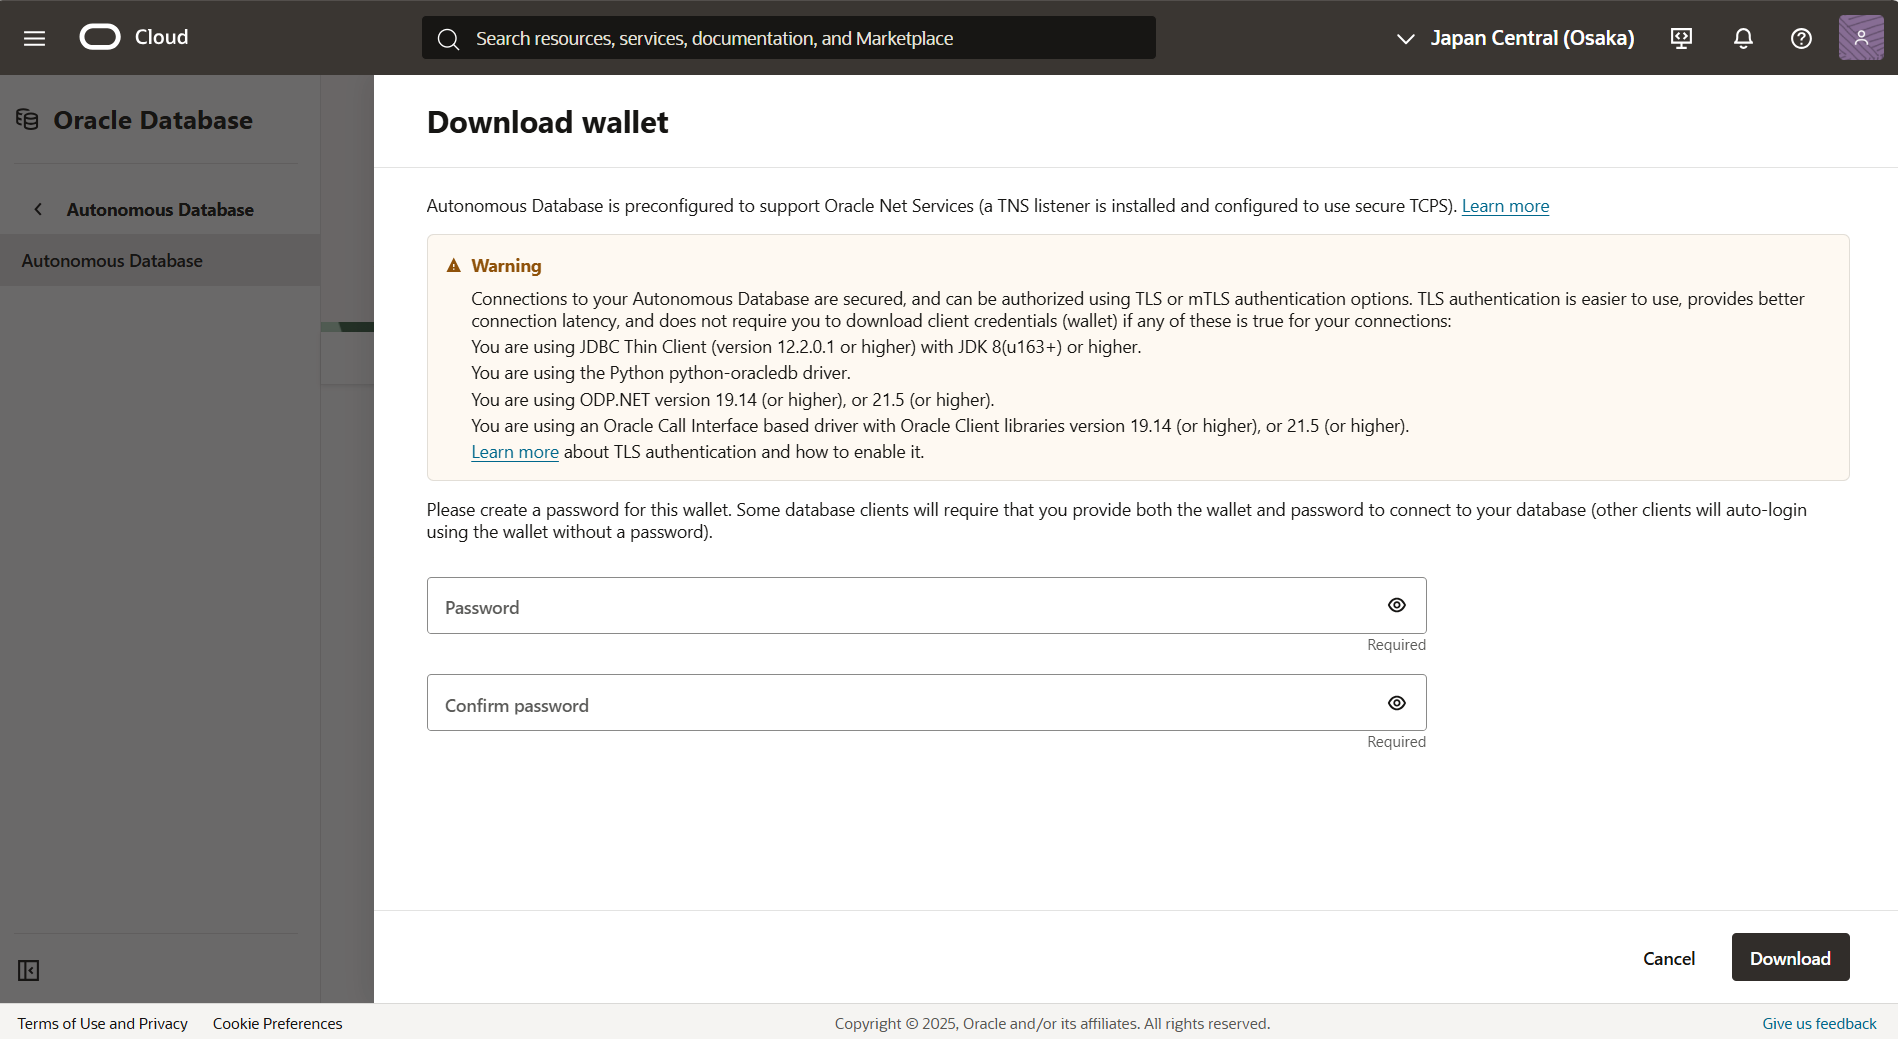 Cloud
Search resources, services, documentation, and Marketplace
Japan Central (Osaka)
Oracle Database
Autonomous Database
Autonomous Database
Download wallet
Autonomous Database is preconfigured to support Oracle Net Services (a TNS listener is installed and configured to use secure TCPS). Learn more
Warning
Connections to your Autonomous Database are secured, and can be authorized using TLS or mTLS authentication options. TLS authentication is easier to use, provides better
connection latency, and does not require you to download client credentials (wallet) if any of these is true for your connections:
You are using JDBC Thin Client (version 12.2.0.1 or higher) with JDK 8(u163+) or higher.
You are using the Python python-oracledb driver.
You are using ODP.NET version 19.14 (or higher), or 21.5 (or higher).
You are using an Oracle Call Interface based driver with Oracle Client libraries version 19.14 (or higher), or 21.5 (or higher).
Learn more about TLS authentication and how to enable it.
Please create a password for this wallet. Some database clients will require that you provide both the wallet and password to connect to your database (other clients will auto-login
using the wallet without a password).
Password
Required
Confirm password
Required
Cancel
Download
Terms of Use and Privacy
Cookie Preferences
Copyright © 2025, Oracle and/or its affiliates. All rights reserved.
Give us feedback